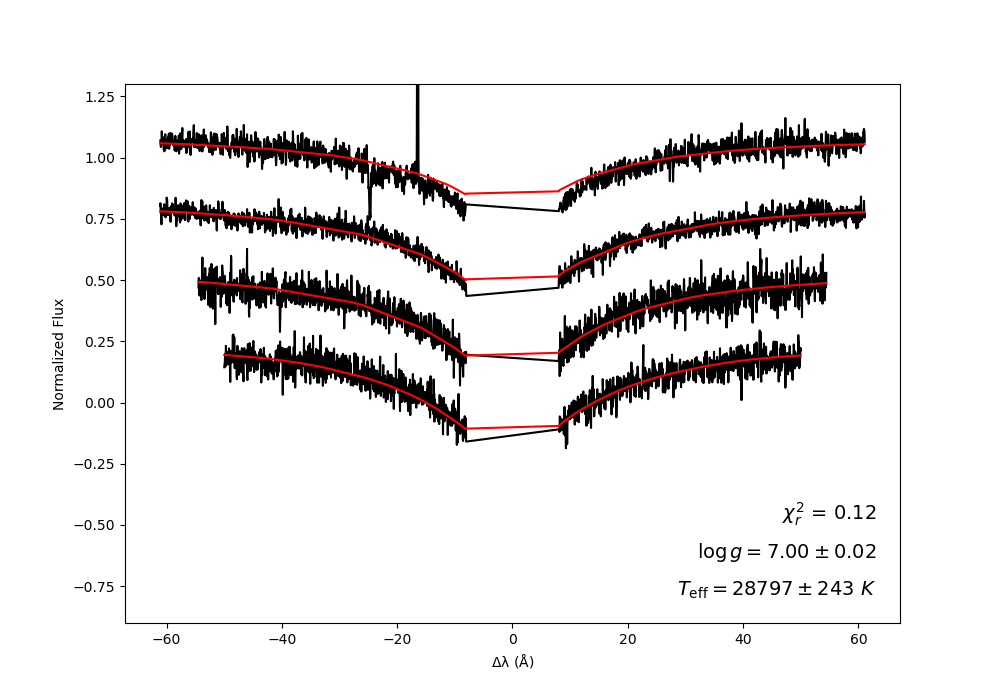 1.25
1.00
0.75
0.50
0.25
0.00
−0.25
−0.50
−0.75
Normalized Flux
χ²ᵣ = 0.12
log g = 7.00 ± 0.02
T_eff = 28797 ± 243 K
−60 −40 −20 0 20 40 60
Δλ (Å)